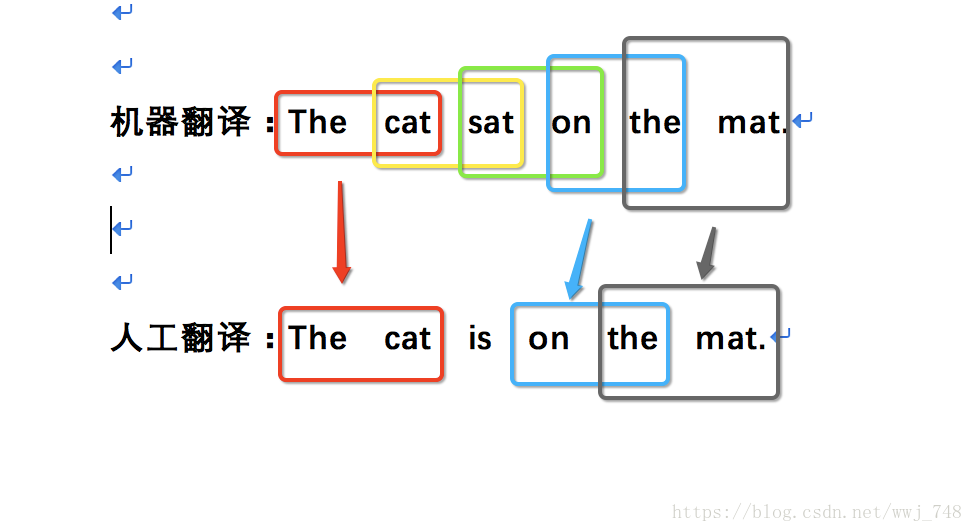 机器翻译：The cat sat on the mat.
人工翻译：The cat is on the mat.
https://blog.csdn.net/wwj_748